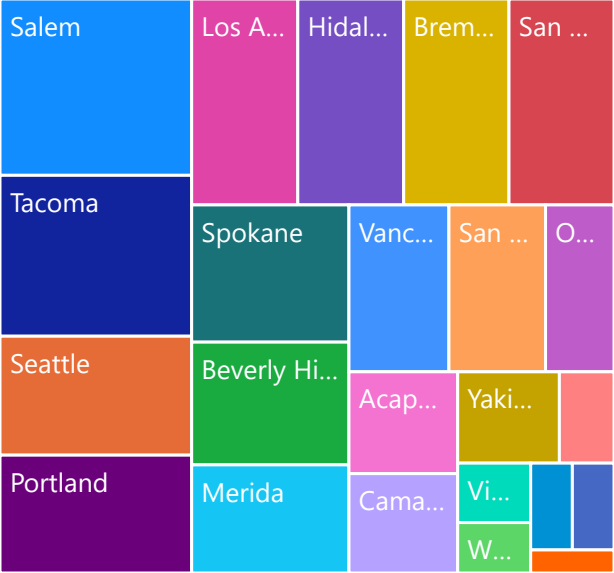 Salem
Los A...
Hidal...
Brem...
San ...
Tacoma
Spokane
Vanc...
San ...
O...
Seattle
Beverly Hi...
Acap...
Yaki...
Portland
Merida
Cama...
Vi...
W...